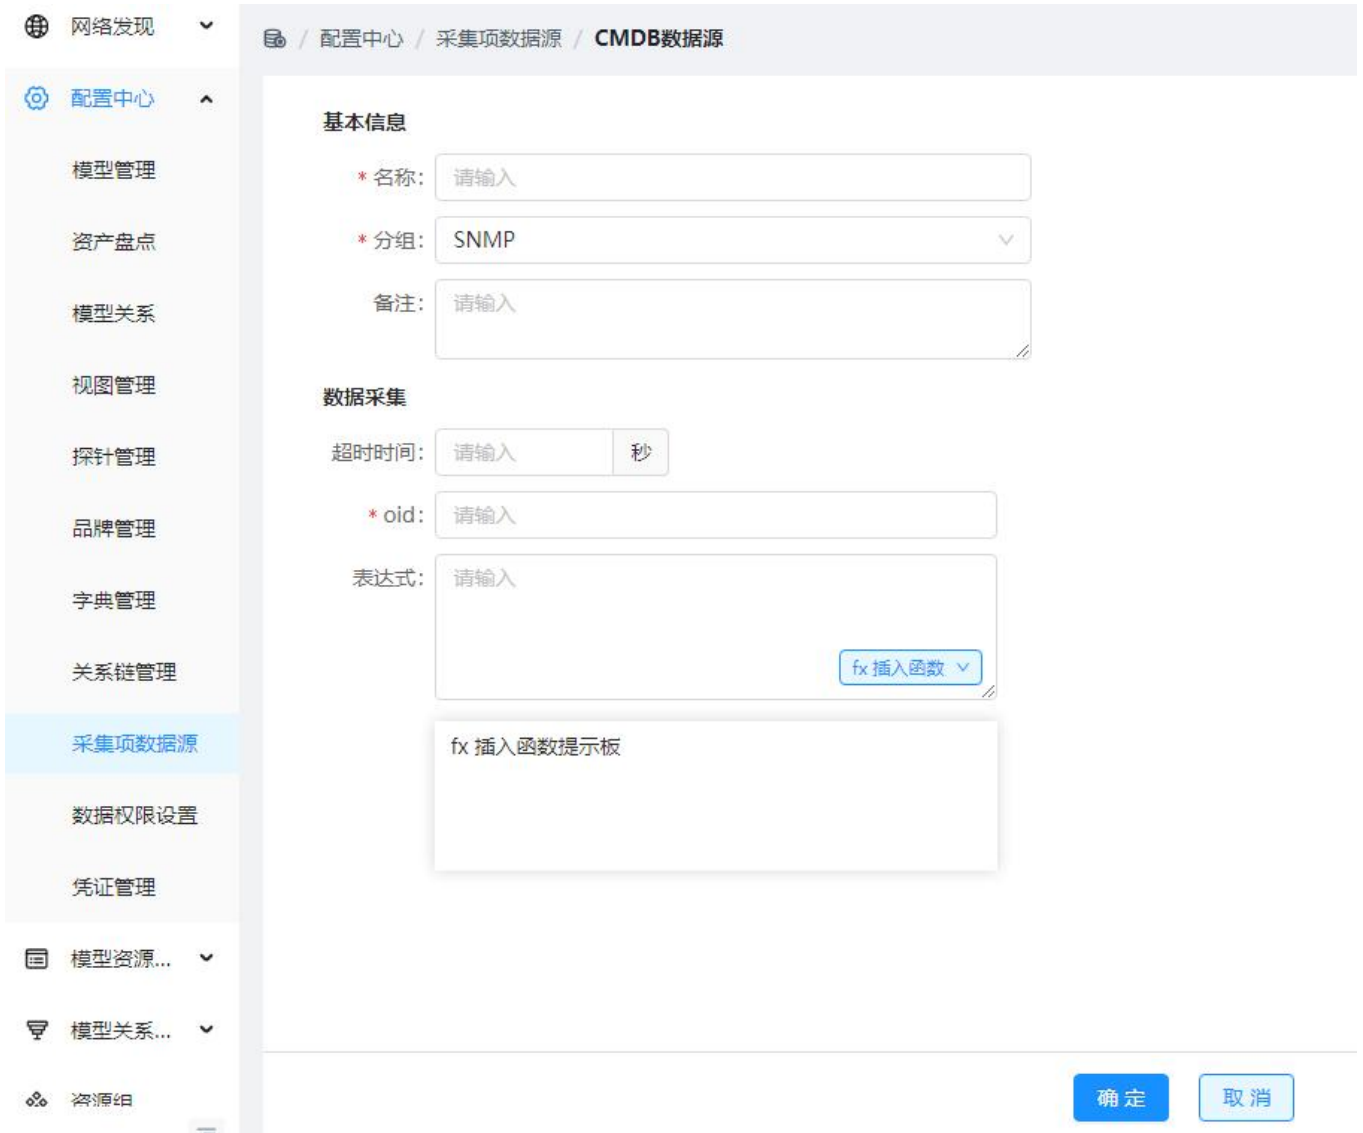 网络发现
配置中心
模型管理
资产盘点
模型关系
视图管理
探针管理
品牌管理
字典管理
关系链管理
采集项数据源
数据权限设置
凭证管理
模型资源...
模型关系...
资源组
/ 配置中心 / 采集项数据源 / CMDB数据源
基本信息
* 名称: 请输入
* 分组: SNMP
备注: 请输入
数据采集
超时时间: 请输入 秒
* oid: 请输入
表达式: 请输入
fx 插入函数
fx 插入函数提示板
确 定 取 消